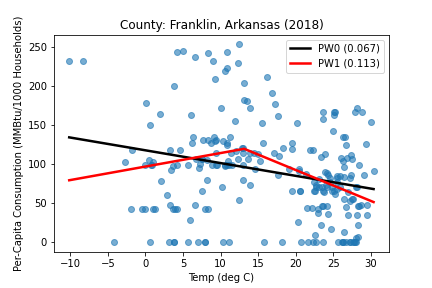 County: Franklin, Arkansas (2018)
Per-Capita Consumption (MMBtu/1000 Households)
250
200
150
100
50
0
PW0 (0.067)
PW1 (0.113)
−10 −5 0 5 10 15 20 25 30
Temp (deg C)